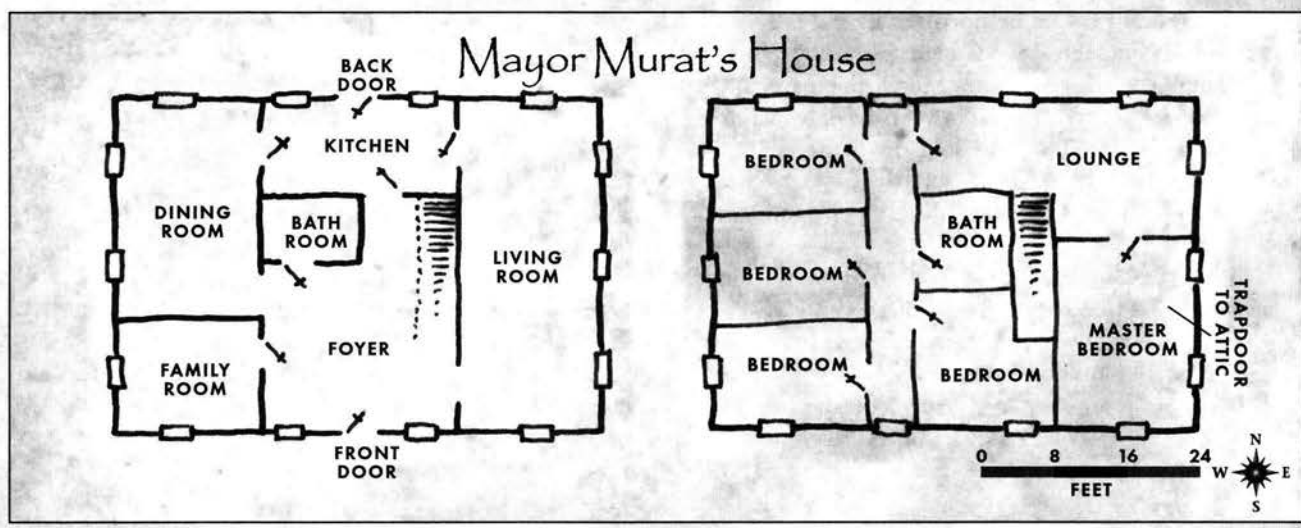 Mayor Murat's House
BACK
DOOR
KITCHEN
DINING
ROOM
BATH
ROOM
LIVING
ROOM
FOYER
FAMILY
ROOM
FRONT
DOOR
BEDROOM
LOUNGE
BATH
ROOM
BEDROOM
TRAPDOOR
TO ATTIC
MASTER
BEDROOM
BEDROOM
BEDROOM
0 8 16 24
FEET
N
W E
S